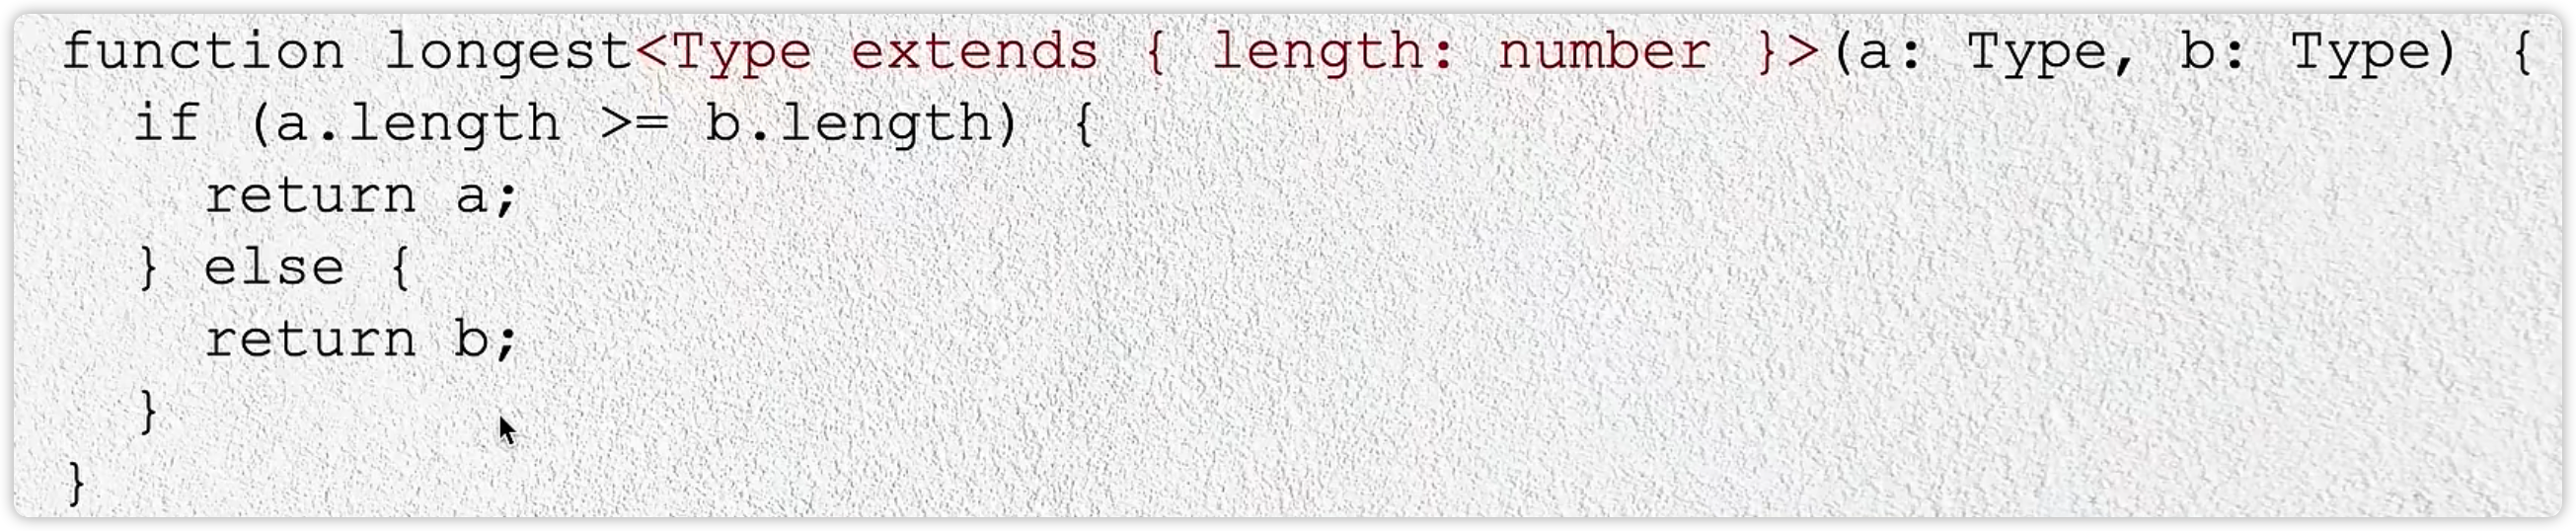 function longest<Type extends { length: number }>(a: Type, b: Type) {
  if (a.length >= b.length) {
    return a;
  } else {
    return b;
  }
}